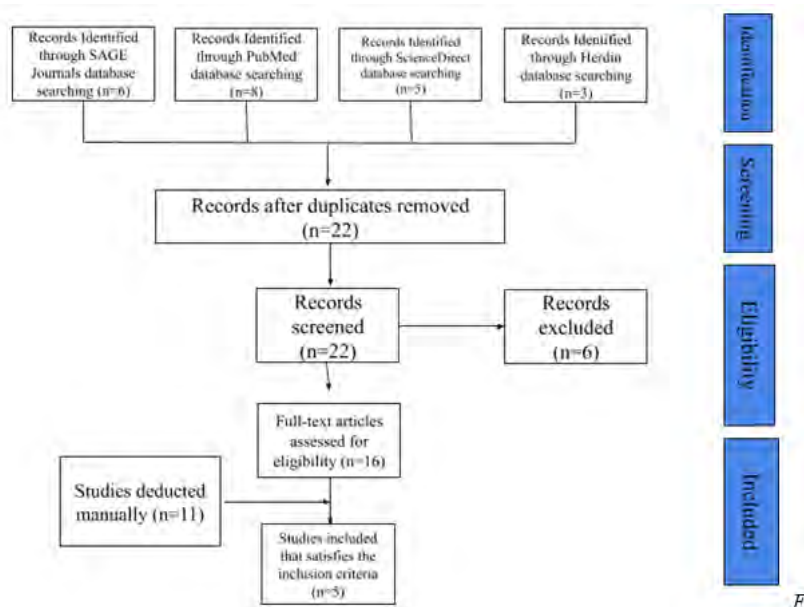 Records Identified
through SAGE
Journals database
searching (n=6)
Records Identified
through PubMed
database searching
(n=8)
Records Identified
through ScienceDirect
database searching
(n=5)
Records Identified
through Herdin
database searching
(n=3)
Identification
Records after duplicates removed
(n=22)
Screening
Records
screened
(n=22)
Records
excluded
(n=6)
Eligibility
Full-text articles
assessed for
eligibility (n=16)
Studies deducted
manually (n=11)
Studies included
that satisfies the
inclusion criteria
(n=5)
Included
F